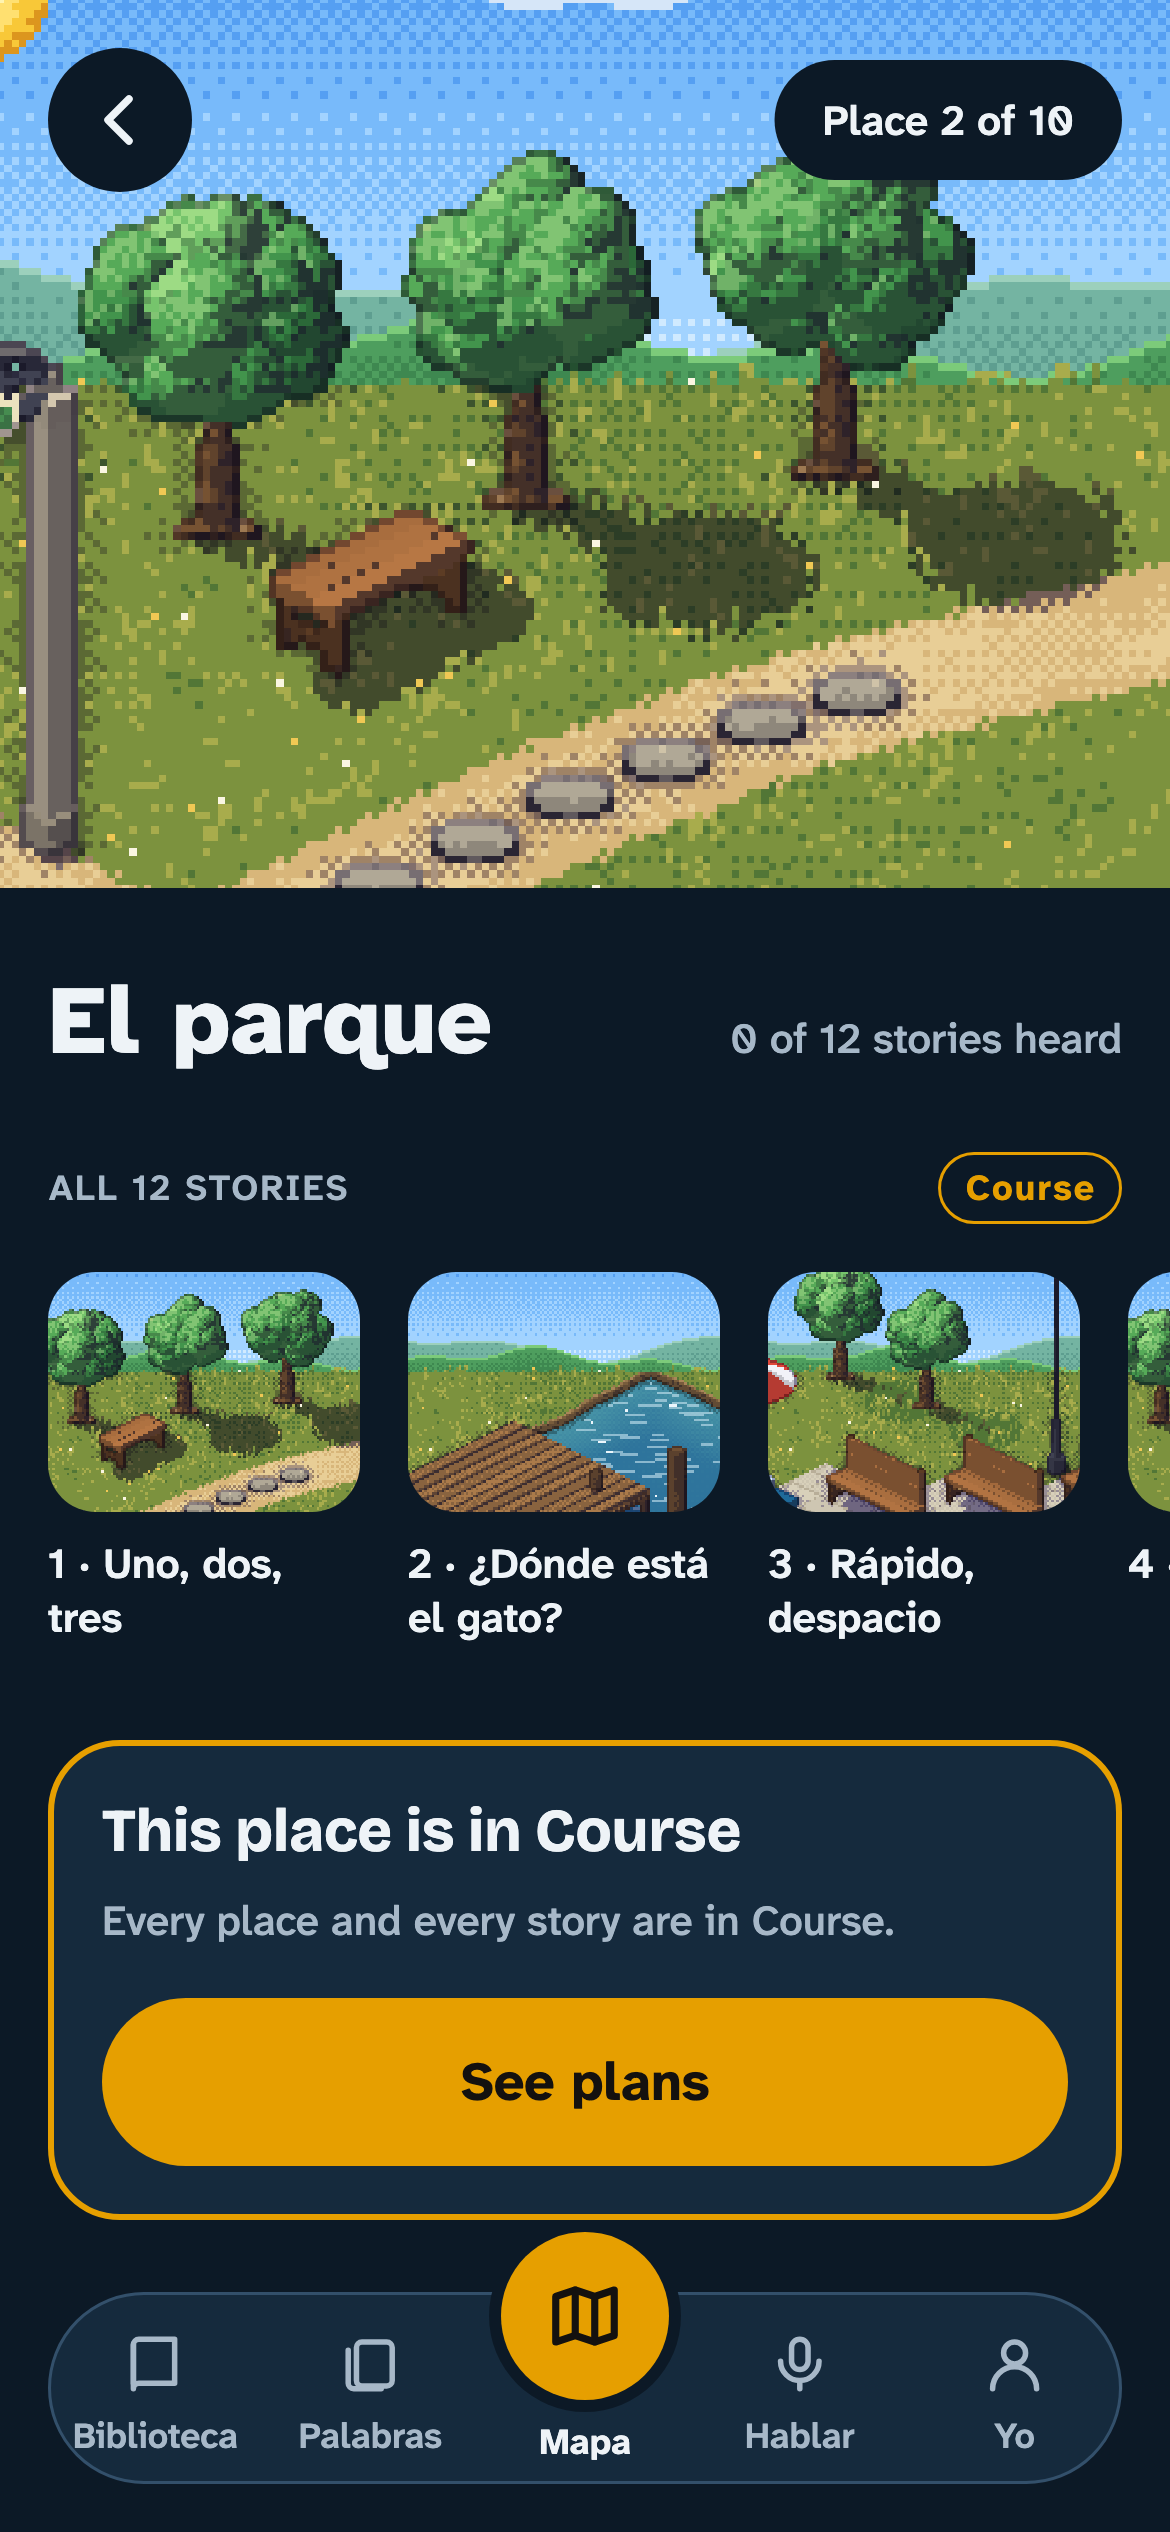 Place 2 of 10
El parque
0 of 12 stories heard
ALL 12 STORIES
Course
1 · Uno, dos,
tres
2 · ¿Dónde está
el gato?
3 · Rápido,
despacio
4
This place is in Course
Every place and every story are in Course.
See plans
Biblioteca
Palabras
Mapa
Hablar
Yo